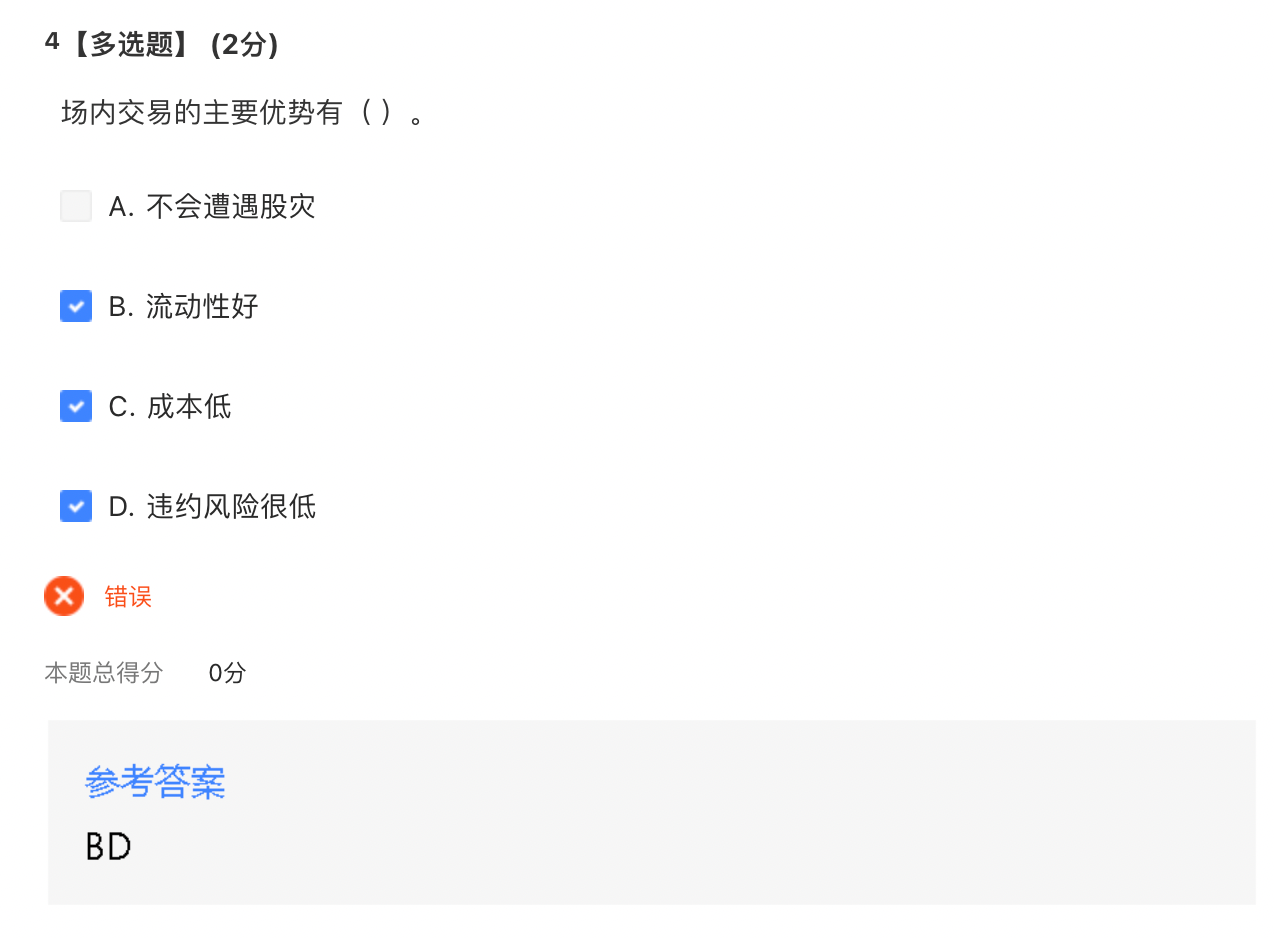 4【多选题】 (2分)
场内交易的主要优势有（ ）。
A. 不会遭遇股灾
B. 流动性好
C. 成本低
D. 违约风险很低
错误
本题总得分 0分
参考答案
BD